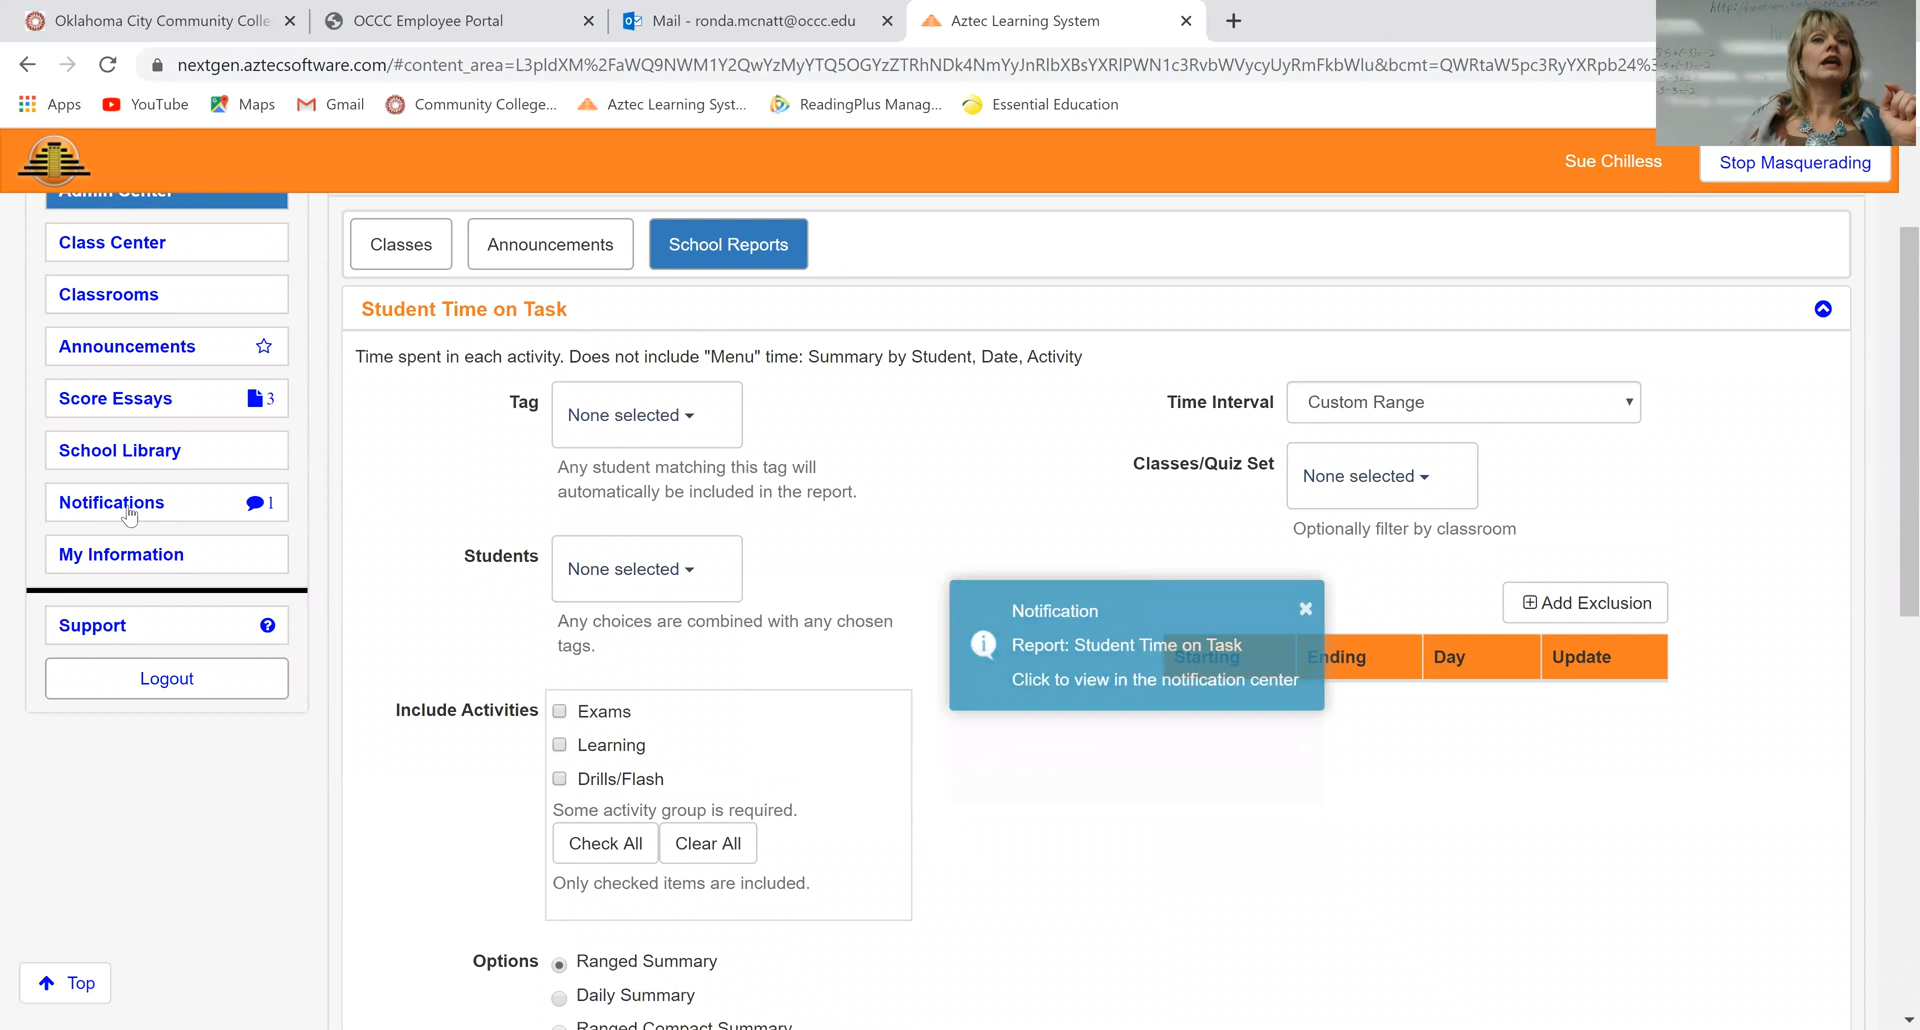 Oklahoma City Community Colle
OCCC Employee Portal
Mail - ronda.mcnatt@occc.edu
Aztec Learning System
nextgen.aztecsoftware.com/#content_area=L3pldXM%2FaWQ9NWM1Y2QwYzMyYTQ5OGYzZTRhNDk4NmYyJnRlbXBsYXRlPWN1c3RvbWVycyUyRmFkbWlu&bcmt=QWRtaW5pc3RyYXRpb24%3
Apps
YouTube
Maps
Gmail
Community College...
Aztec Learning Syst...
ReadingPlus Manag...
Essential Education
Sue Chilless
Stop Masquerading
Admin Center
Class Center
Classrooms
Announcements
Score Essays 3
School Library
Notifications 1
My Information
Support
Logout
Top
Classes
Announcements
School Reports
Student Time on Task
Time spent in each activity. Does not include "Menu" time: Summary by Student, Date, Activity
Tag
None selected
Any student matching this tag will
automatically be included in the report.
Time Interval
Custom Range
Classes/Quiz Set
None selected
Optionally filter by classroom
Students
None selected
Any choices are combined with any chosen
tags.
Add Exclusion
Starting
Ending
Day
Update
Notification
Report: Student Time on Task
Click to view in the notification center
Include Activities
Exams
Learning
Drills/Flash
Some activity group is required.
Check All
Clear All
Only checked items are included.
Options
Ranged Summary
Daily Summary
Ranged Compact Summary